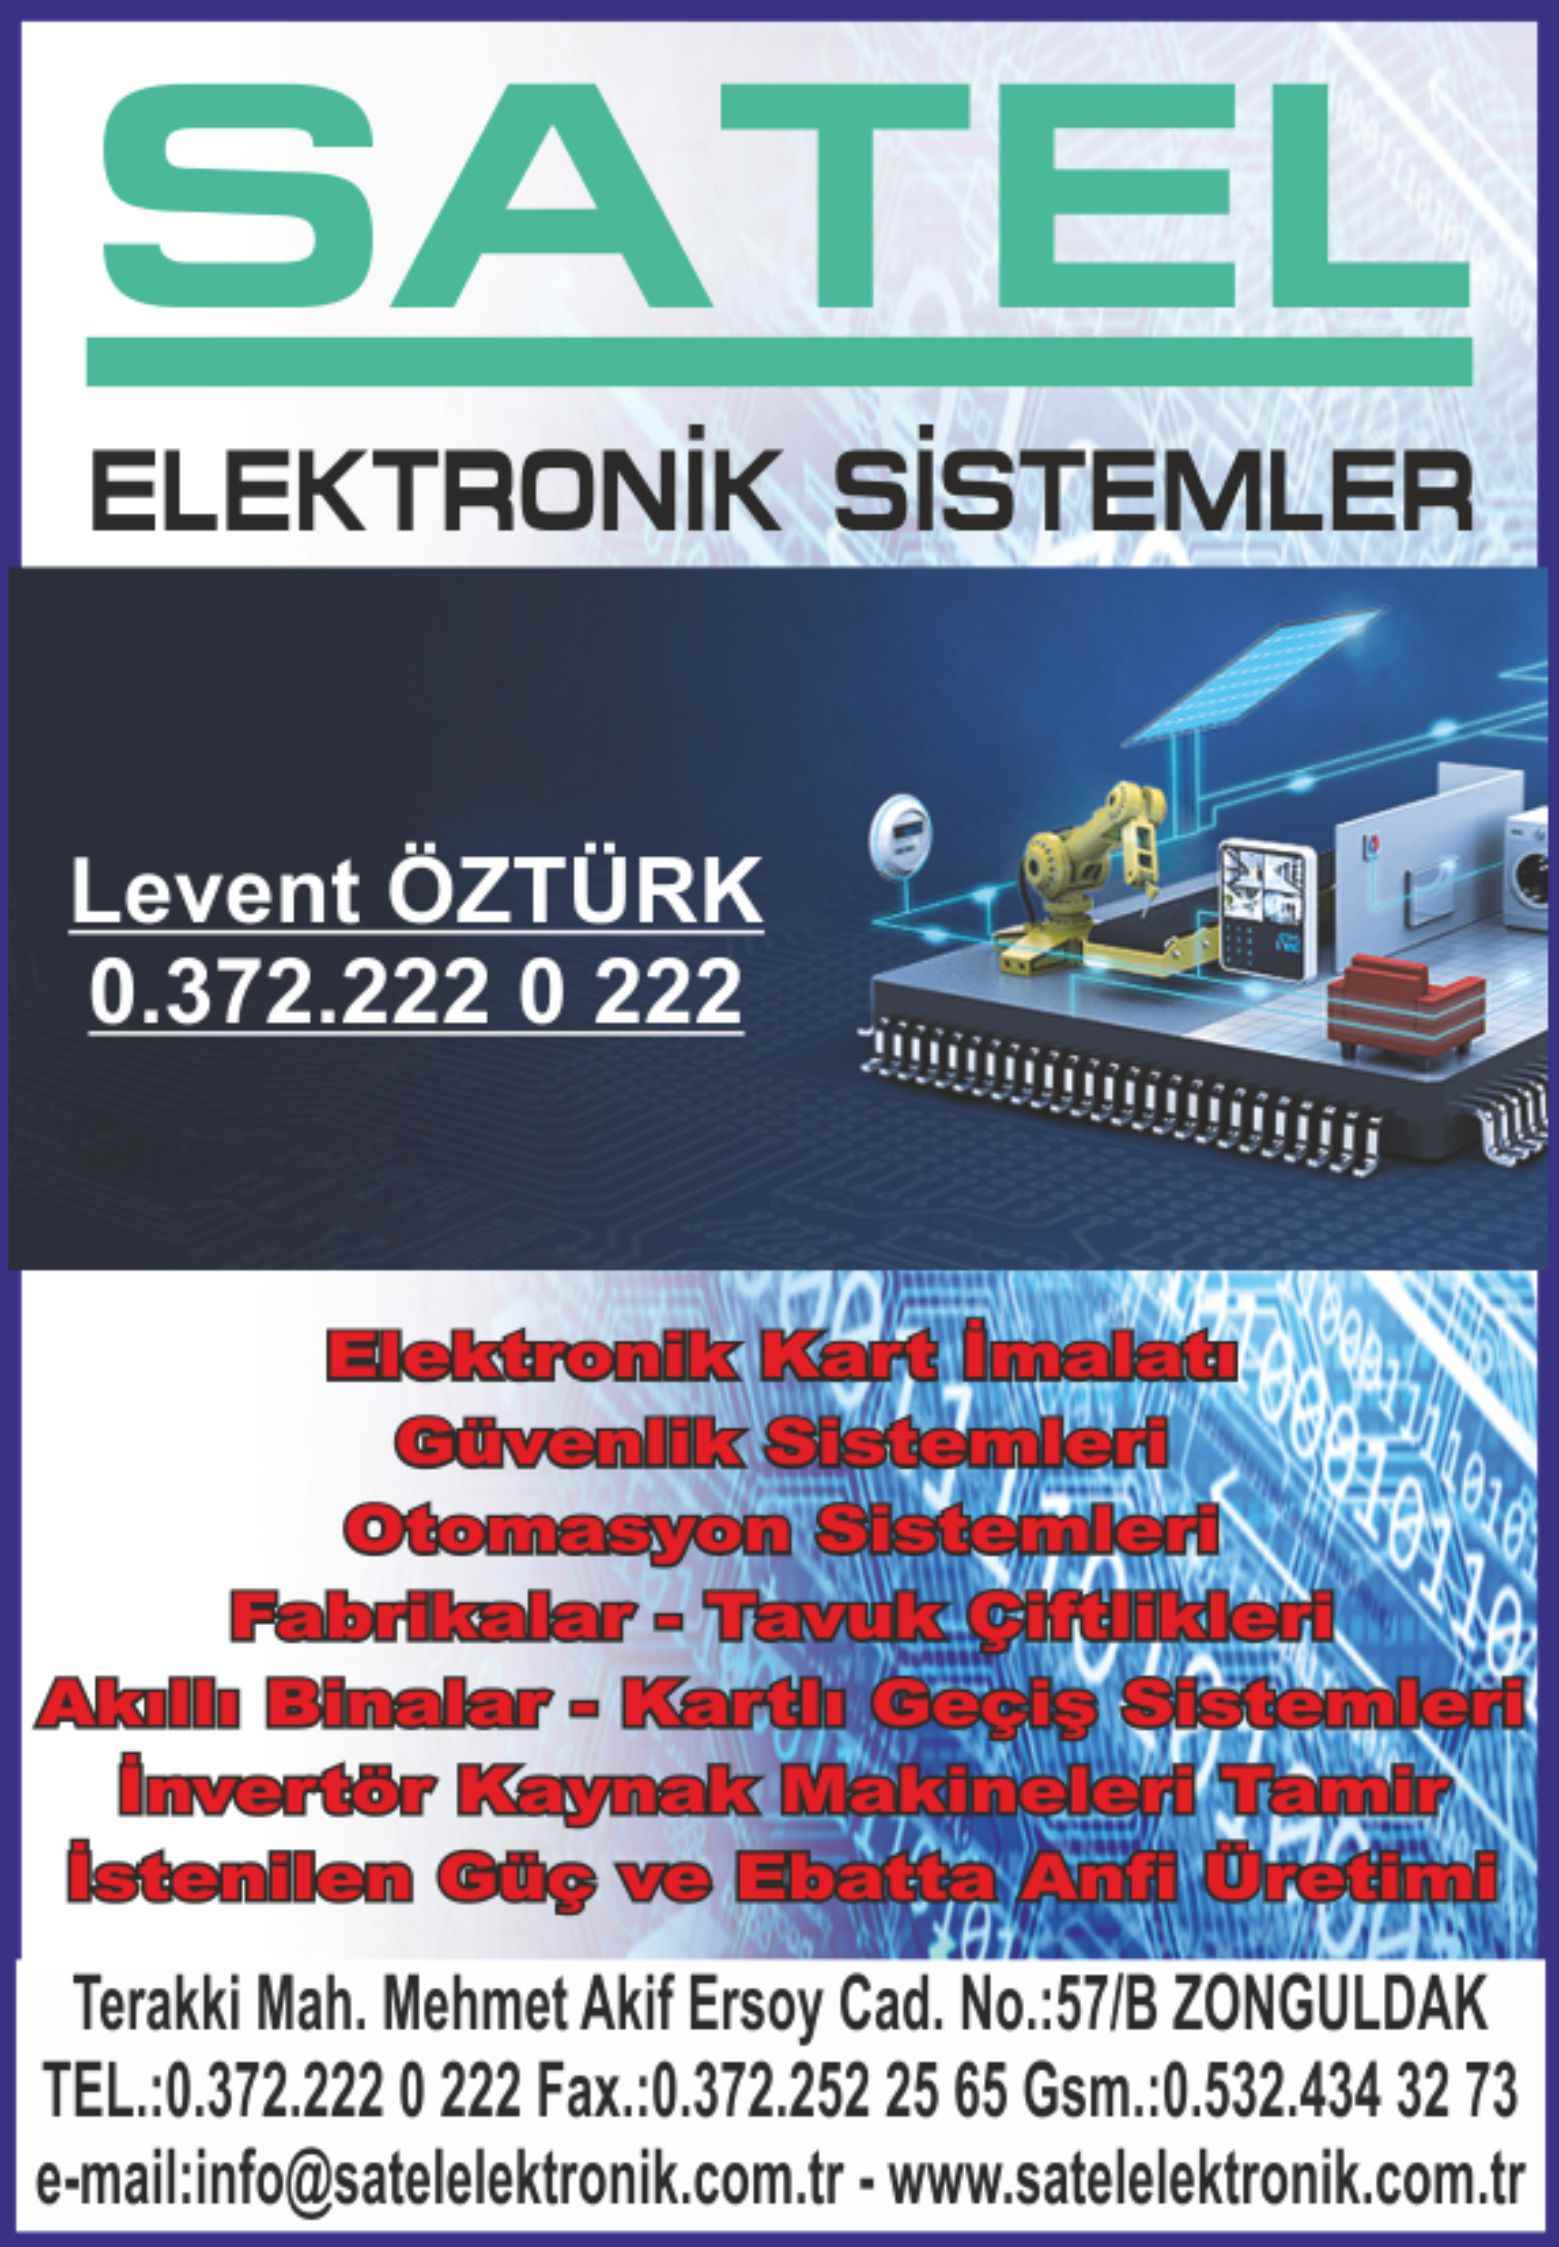 SATEL
ELEKTRONİK SİSTEMLER
Levent ÖZTÜRK
0.372.222 0 222
Elektronik Kart İmalatı
Güvenlik Sistemleri
Otomasyon Sistemleri
Fabrikalar - Tavuk Çiftlikleri
Akıllı Binalar - Kartlı Geçiş Sistemleri
İnvertör Kaynak Makineleri Tamir
İstenilen Güç ve Ebatta Anfi Üretimi
Terakki Mah. Mehmet Akif Ersoy Cad. No.:57/B ZONGULDAK
TEL.:0.372.222 0 222 Fax.:0.372.252 25 65 Gsm.:0.532.434 32 73
e-mail:info@satelelektronik.com.tr - www.satelelektronik.com.tr